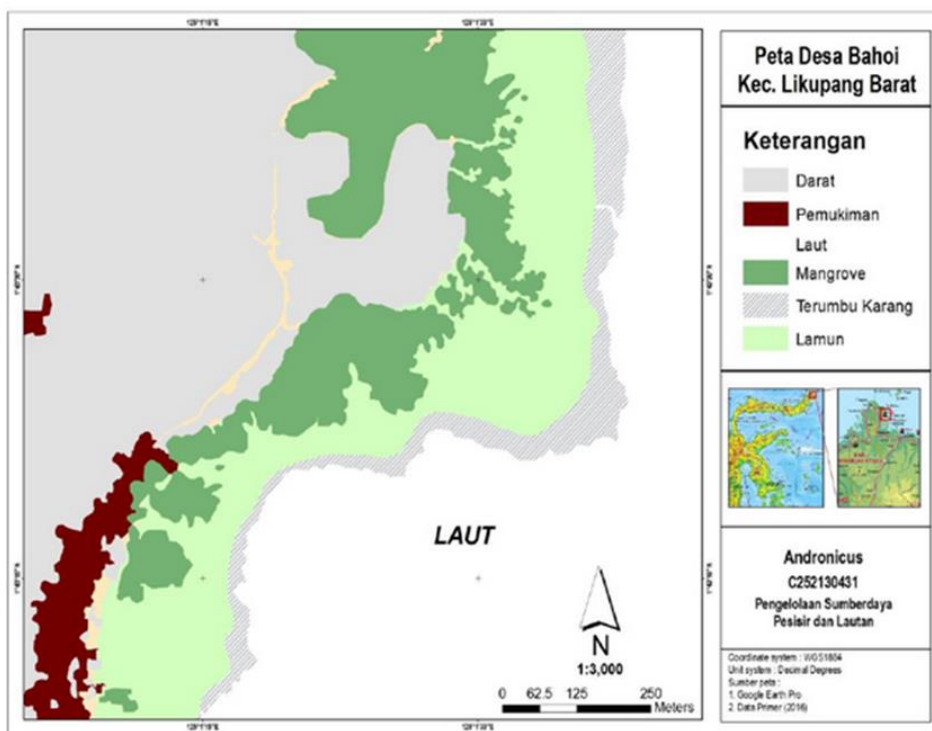 Peta Desa Bahoi
Kec. Likupang Barat
Keterangan
Darat
Pemukiman
Laut
Mangrove
Terumbu Karang
Lamun
LAUT
N
1:3,000
0 62.5 125 250
Meters
Andronicus
C252130431
Pengelolaan Sumberdaya
Pesisir dan Lautan
Coordinate system : WGS1984
Unit system : Decimal Degrees
Sumber peta :
1. Google Earth Pro
2. Data Primer (2016)